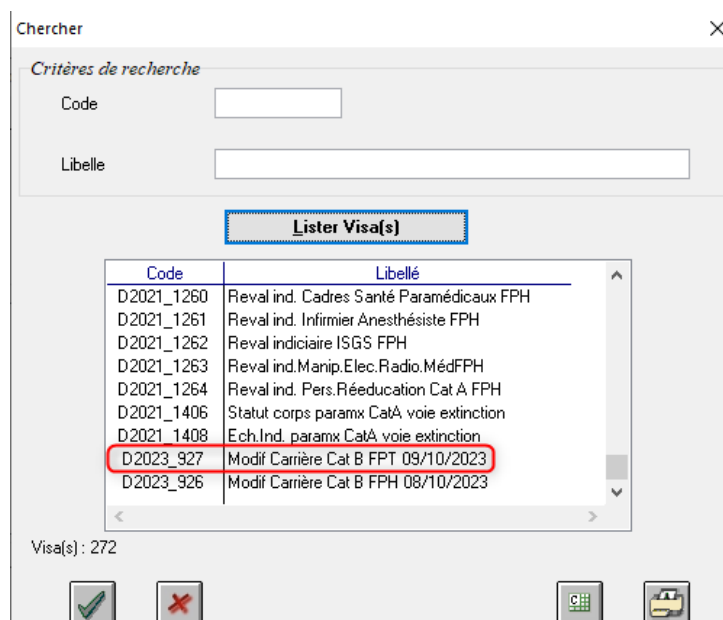 Chercher
Critères de recherche
Code
Libelle
Lister Visa(s)
Code Libellé
D2021_1260 Reval ind. Cadres Santé Paramédicaux FPH
D2021_1261 Reval ind. Infirmier Anesthésiste FPH
D2021_1262 Reval indiciaire ISGS FPH
D2021_1263 Reval ind.Manip.Elec.Radio.MédFPH
D2021_1264 Reval ind. Pers.Rééducation Cat A FPH
D2021_1406 Statut corps paramx CatA voie extinction
D2021_1408 Ech.Ind. paramx CatA voie extinction
D2023_927 Modif Carrière Cat B FPT 09/10/2023
D2023_926 Modif Carrière Cat B FPH 08/10/2023
Visa(s) : 272